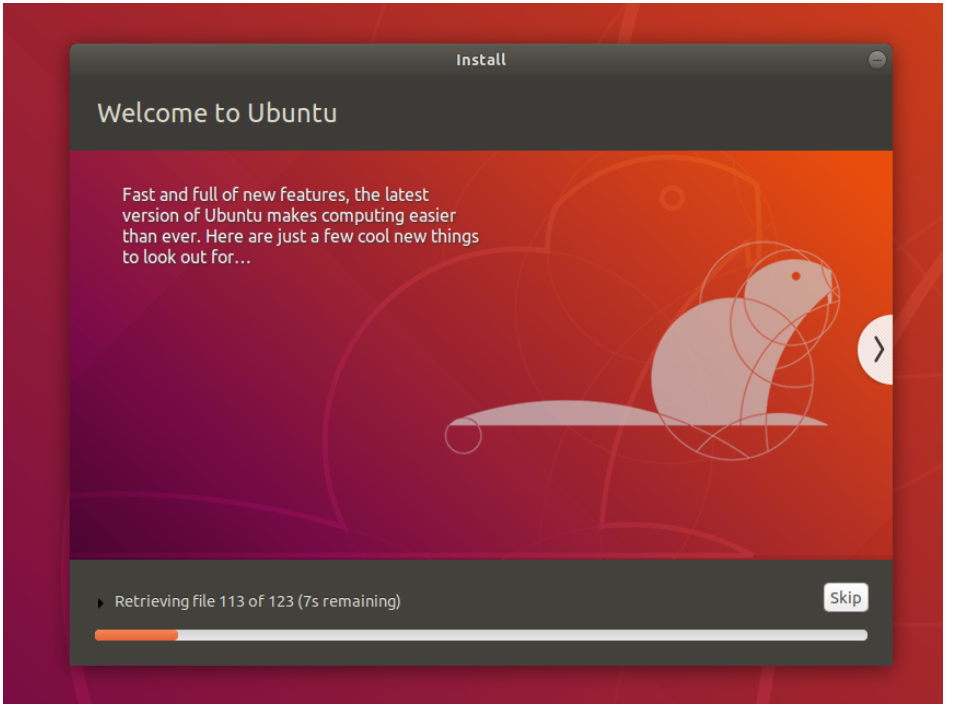 Install
Welcome to Ubuntu
Fast and full of new features, the latest
version of Ubuntu makes computing easier
than ever. Here are just a few cool new things
to look out for…
Retrieving file 113 of 123 (7s remaining)
Skip